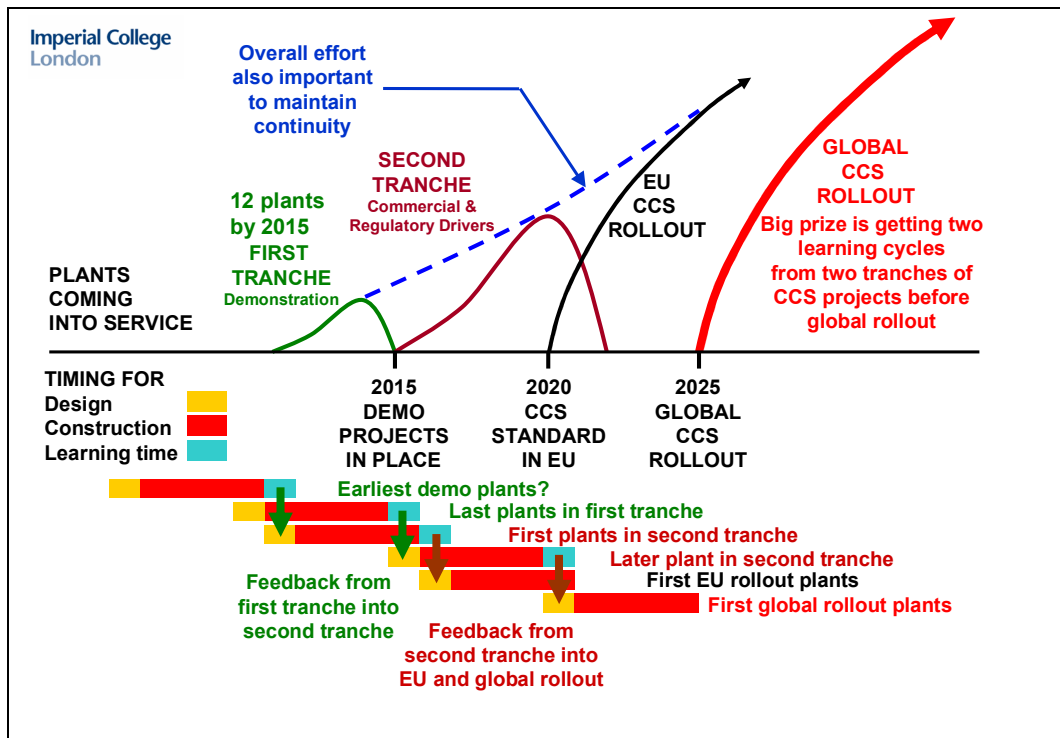 Imperial College
London
Overall effort
also important
to maintain
continuity
SECOND
TRANCHE
Commercial &
Regulatory Drivers
12 plants
by 2015
FIRST
TRANCHE
Demonstration
EU
CCS
ROLLOUT
GLOBAL
CCS
ROLLOUT
Big prize is getting two
learning cycles
from two tranches of
CCS projects before
global rollout
PLANTS
COMING
INTO SERVICE
TIMING FOR
Design
Construction
Learning time
2015
DEMO
PROJECTS
IN PLACE
2020
CCS
STANDARD
IN EU
2025
GLOBAL
CCS
ROLLOUT
Earliest demo plants?
Last plants in first tranche
First plants in second tranche
Later plant in second tranche
First EU rollout plants
First global rollout plants
Feedback from
first tranche into
second tranche
Feedback from
second tranche into
EU and global rollout